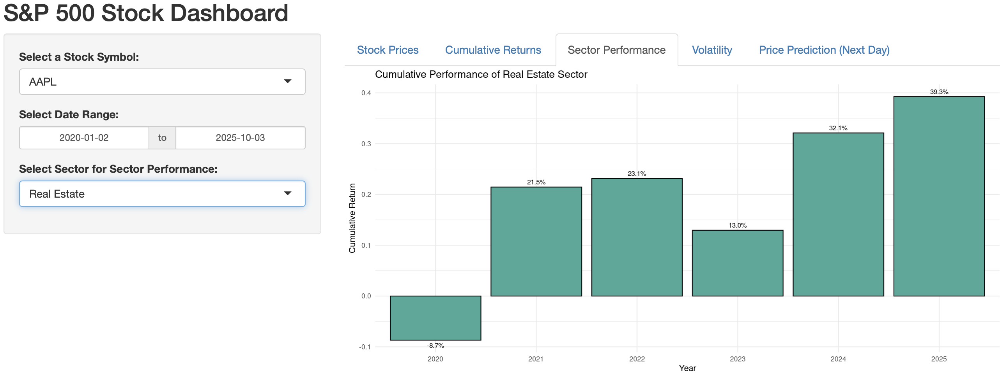 S&P 500 Stock Dashboard
Select a Stock Symbol:
AAPL
Select Date Range:
2020-01-02 to 2025-10-03
Select Sector for Sector Performance:
Real Estate
Stock Prices Cumulative Returns Sector Performance Volatility Price Prediction (Next Day)
Cumulative Performance of Real Estate Sector
Cumulative Return
0.4
0.3
0.2
0.1
0.0
-0.1
-8.7%
21.5%
23.1%
13.0%
32.1%
39.3%
2020 2021 2022 2023 2024 2025
Year